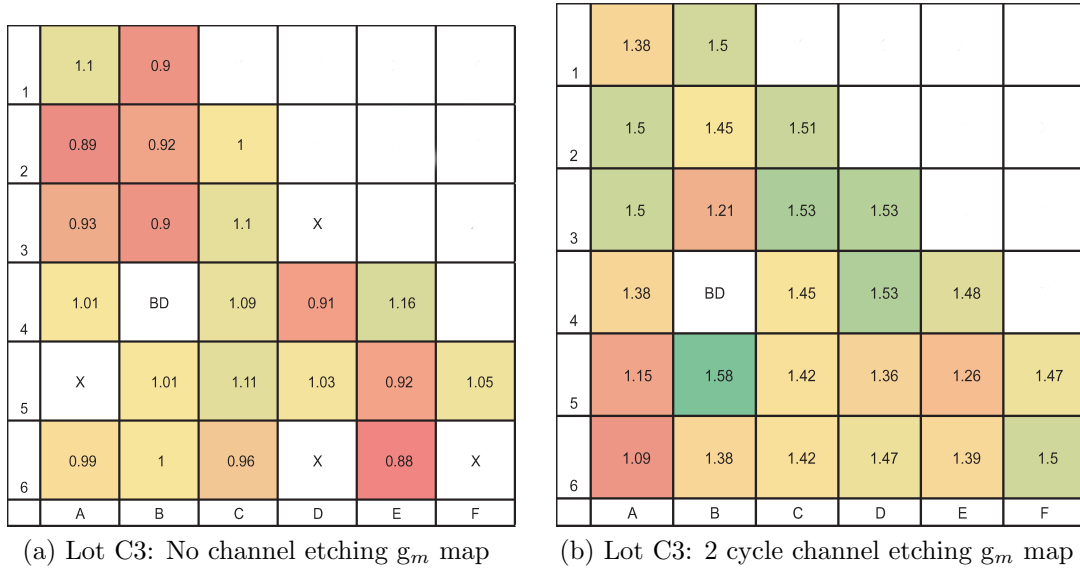 1.1 0.9
1
0.89 0.92 1
2
0.93 0.9 1.1 X
3
1.01 BD 1.09 0.91 1.16
4
X 1.01 1.11 1.03 0.92 1.05
5
0.99 1 0.96 X 0.88 X
6
A B C D E F
(a) Lot C3: No channel etching gₘ map
1.38 1.5
1
1.5 1.45 1.51
2
1.5 1.21 1.53 1.53
3
1.38 BD 1.45 1.53 1.48
4
1.15 1.58 1.42 1.36 1.26 1.47
5
1.09 1.38 1.42 1.47 1.39 1.5
6
A B C D E F
(b) Lot C3: 2 cycle channel etching gₘ map